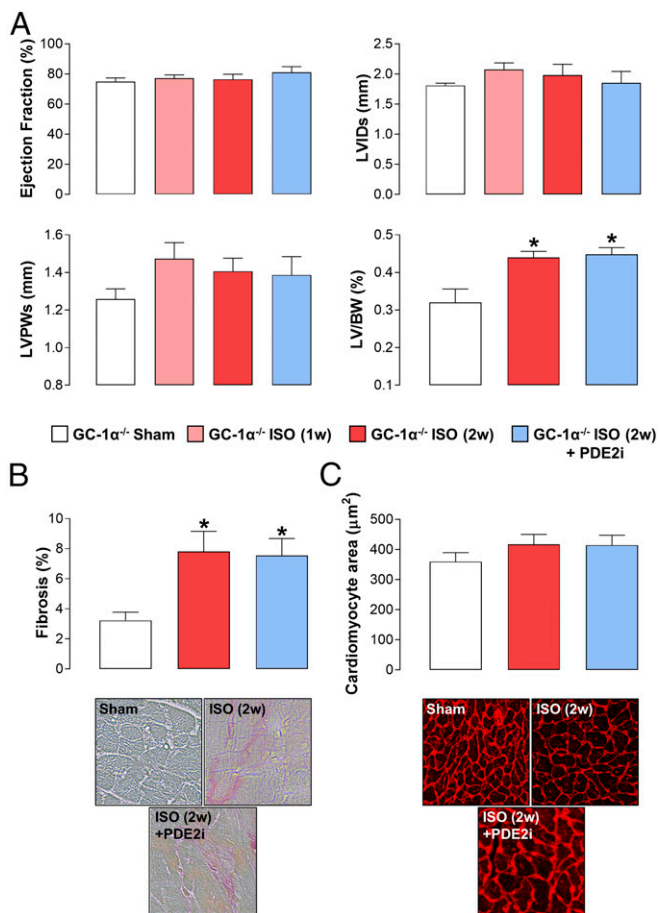 A
Ejection Fraction (%)
100
80
60
40
20
0
LVIDs (mm)
2.5
2.0
1.5
1.0
0.5
0.0
LVPWs (mm)
1.6
1.4
1.2
1.0
0.8
LV/BW (%)
0.5
0.4
0.3
0.2
0.1
*
*
GC-1α-/- Sham
GC-1α-/- ISO (1w)
GC-1α-/- ISO (2w)
GC-1α-/- ISO (2w)
+ PDE2i
B
Fibrosis (%)
10
8
6
4
2
0
*
*
Sham
ISO (2w)
ISO (2w)
+PDE2i
C
Cardiomyocyte area (μm2)
500
400
300
200
100
0
Sham
ISO (2w)
ISO (2w)
+PDE2i